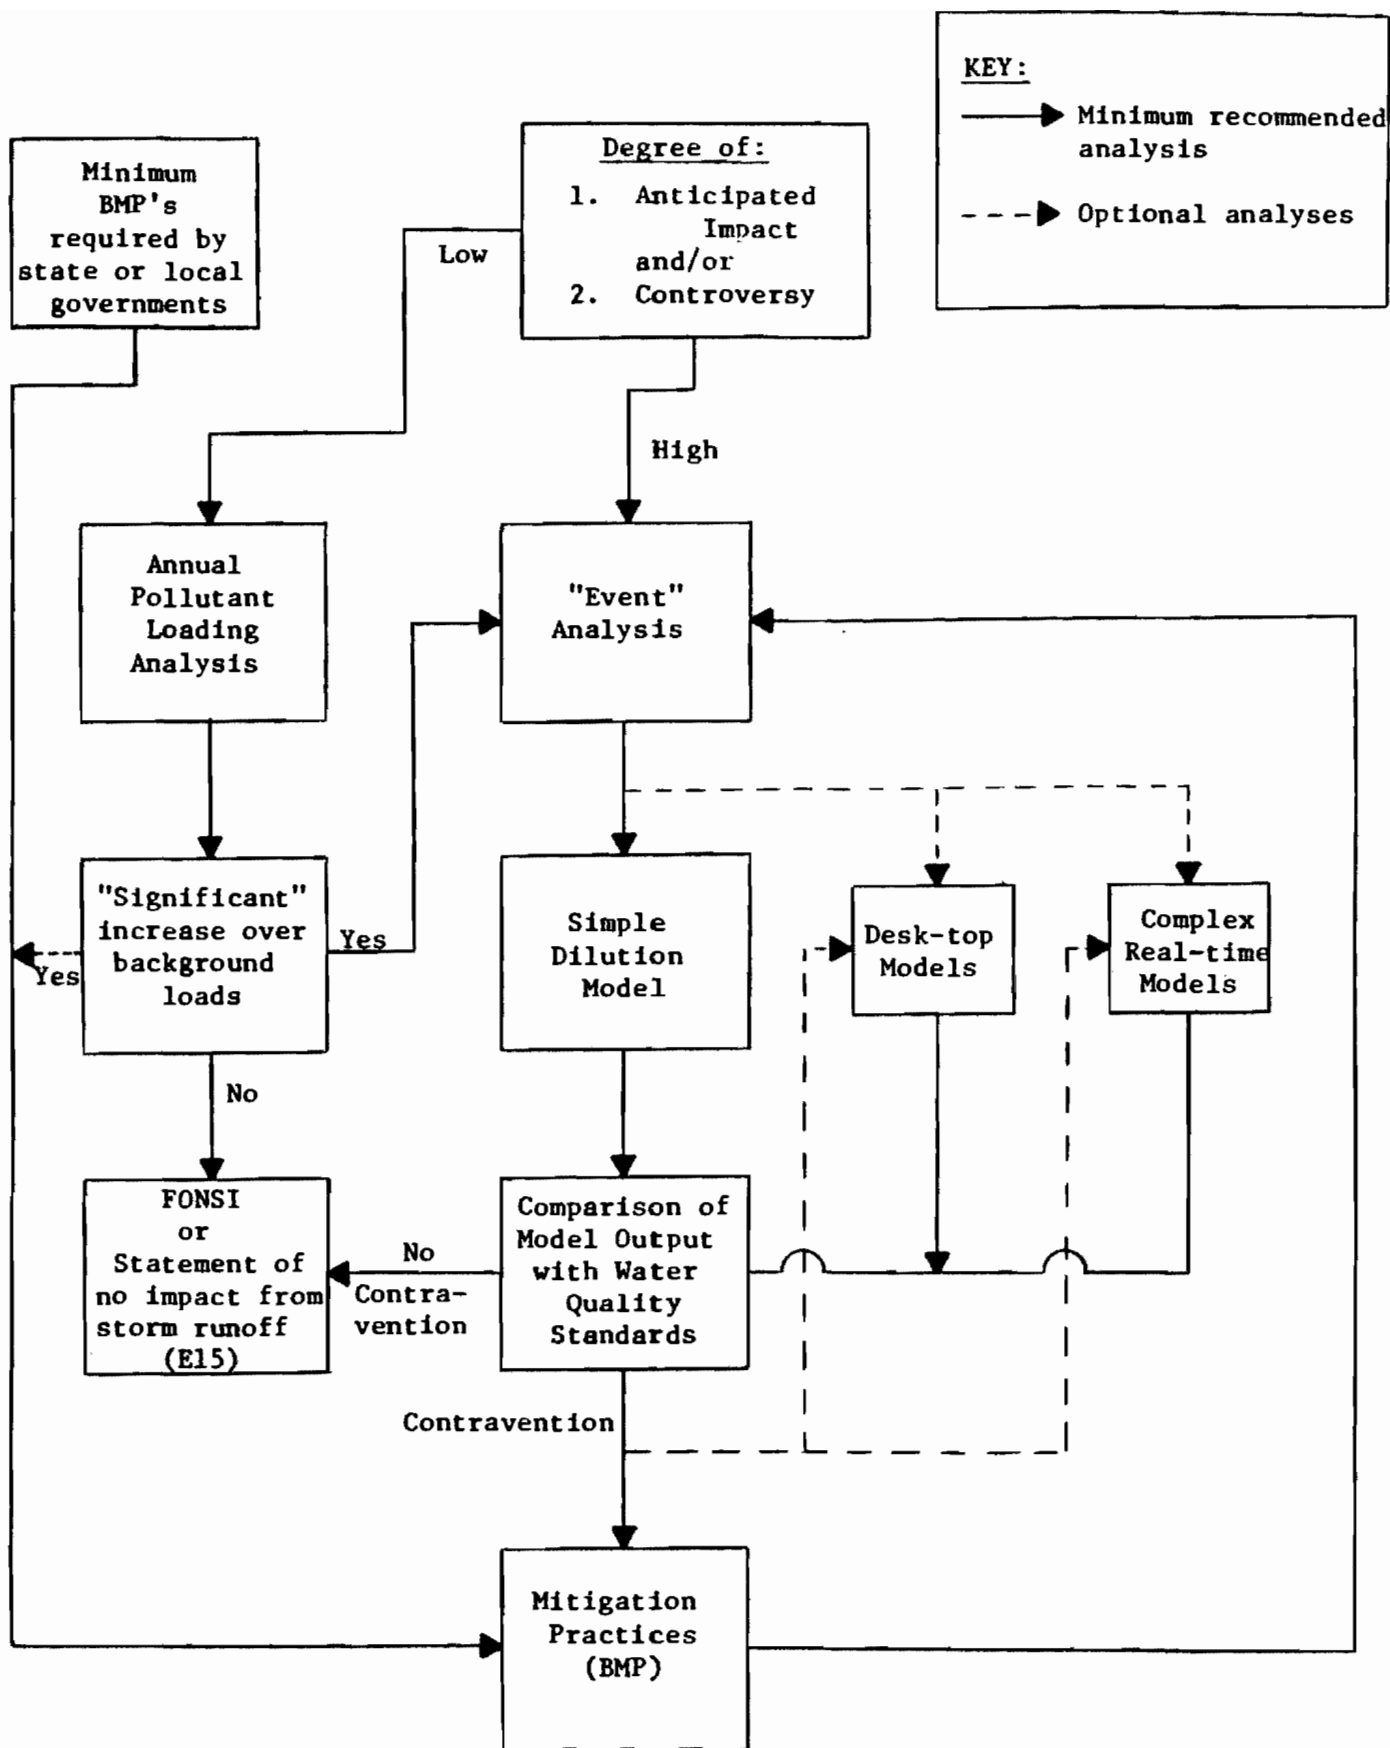 KEY:
Minimum recommended
analysis
Optional analyses
Minimum
BMP's
required by
state or local
governments
Degree of:
1. Anticipated
Impact
and/or
2. Controversy
Low
High
Annual
Pollutant
Loading
Analysis
"Event"
Analysis
"Significant"
increase over
background
loads
Yes
Yes
No
Simple
Dilution
Model
Desk-top
Models
Complex
Real-time
Models
FONSI
or
Statement of
no impact from
storm runoff
(E15)
No
Contra-
vention
Comparison of
Model Output
with Water
Quality
Standards
Contravention
Mitigation
Practices
(BMP)